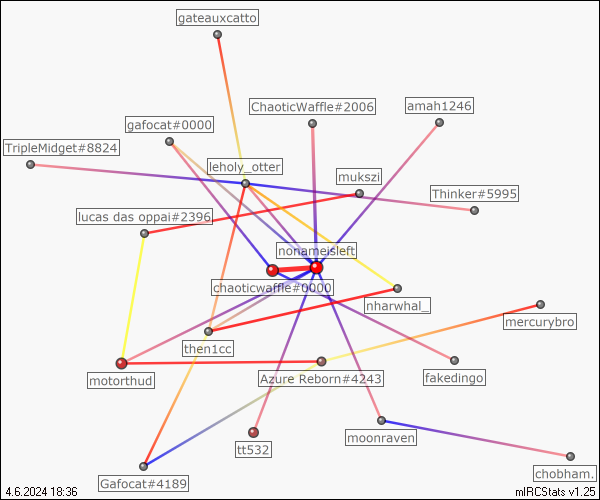 gateauxcatto
ChaoticWaffle#2006
amah1246
gafocat#0000
TripleMidget#8824
leholy_otter
mukszi
Thinker#5995
lucas das oppai#2396
nonameisleft
chaoticwaffle#0000
nharwhal_
mercurybro
then1cc
motorthud
Azure Reborn#4243
fakedingo
tt532
moonraven
chobham.
Gafocat#4189
4.6.2024 18:36
mIRCStats v1.25